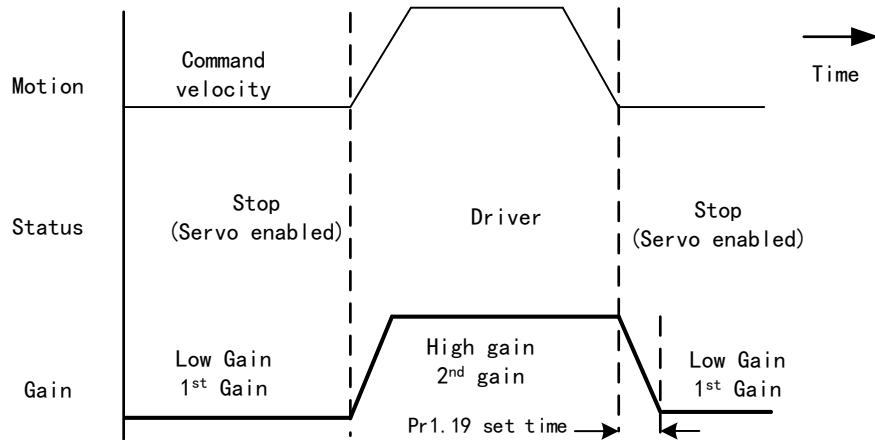 Command
velocity
Motion
Time
Stop
(Servo enabled)
Status
Driver
Stop
(Servo enabled)
Low Gain
1st Gain
Gain
High gain
2nd gain
Low Gain
1st Gain
Pr1.19 set time